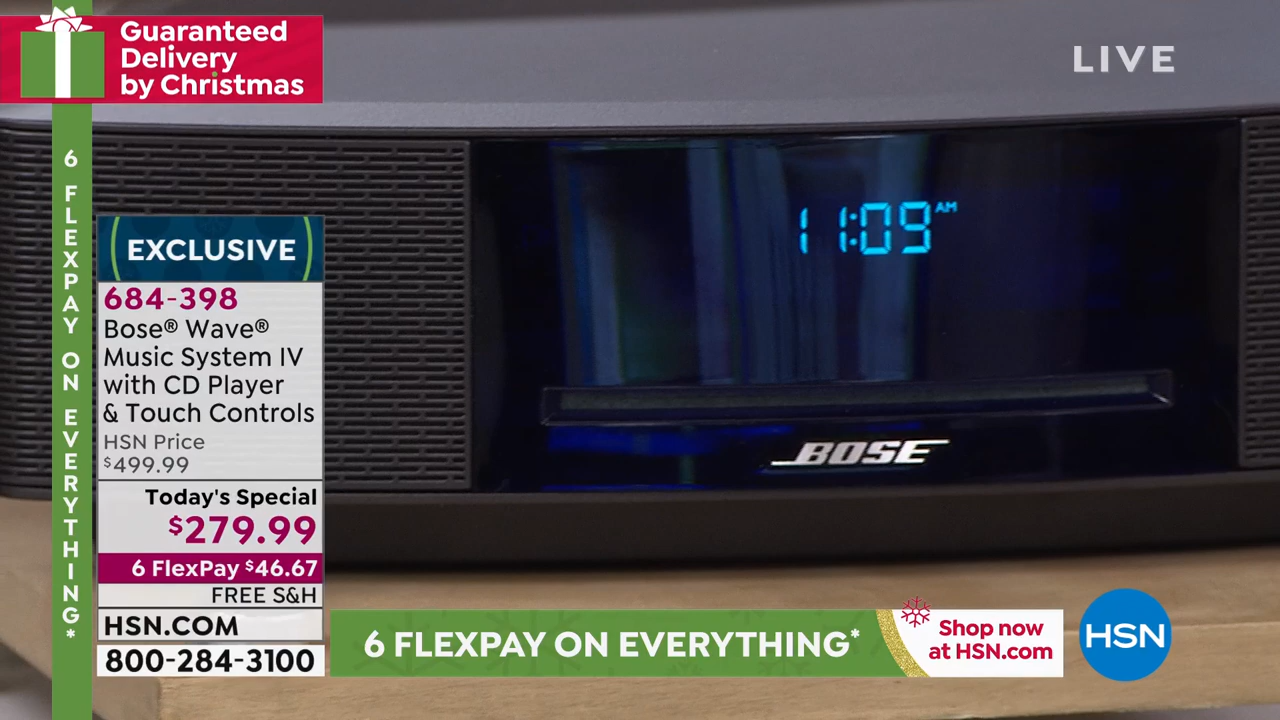 Guaranteed
Delivery
by Christmas
LIVE
6 FLEXPAY ON EVERYTHING*
(EXCLUSIVE)
684-398
Bose® Wave®
Music System IV
with CD Player
& Touch Controls
HSN Price
$499.99
Today's Special
$279.99
6 FlexPay $46.67
FREE S&H
HSN.COM
800-284-3100
11:09 AM
BOSE
6 FLEXPAY ON EVERYTHING*
Shop now
at HSN.com
HSN